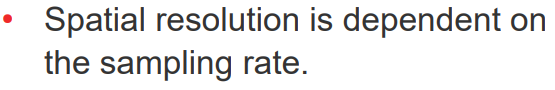 • Spatial resolution is dependent on
the sampling rate.